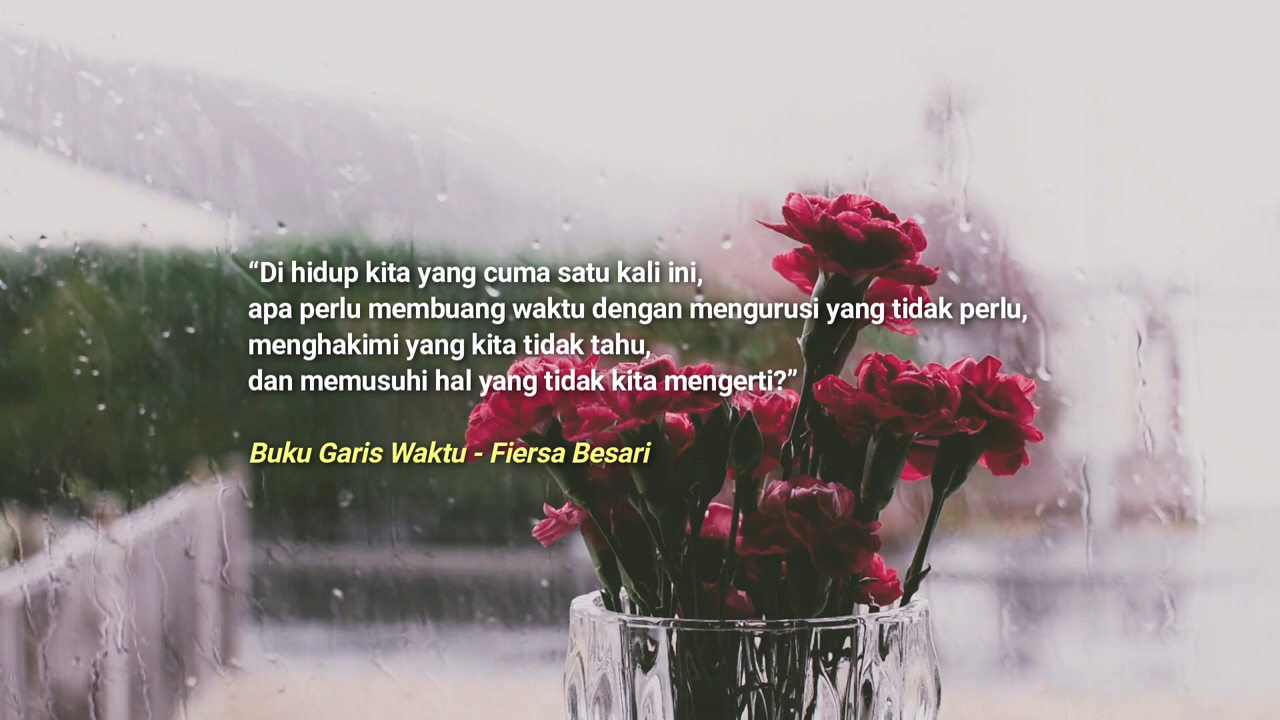 “Di hidup kita yang cuma satu kali ini,
apa perlu membuang waktu dengan mengurusi yang tidak perlu,
menghakimi yang kita tidak tahu,
dan memusuhi hal yang tidak kita mengerti?”
Buku Garis Waktu - Fiersa Besari